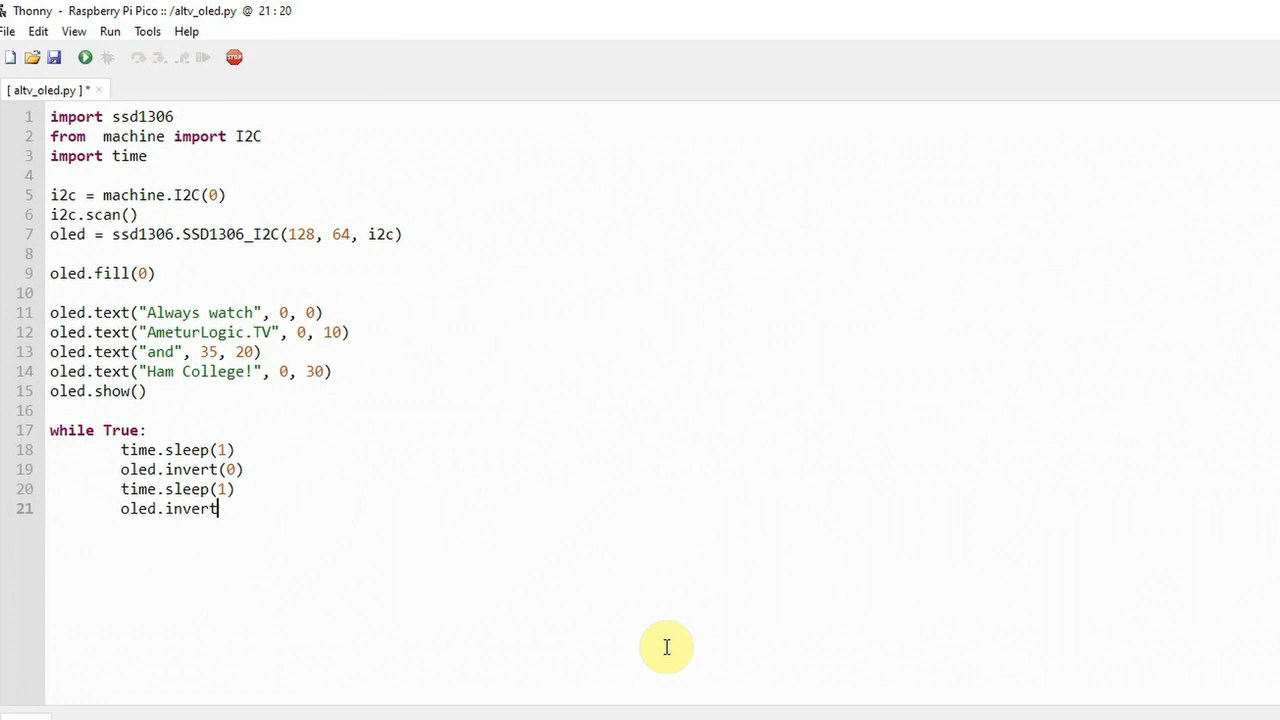 Thonny - Raspberry Pi Pico :: /altv_oled.py @ 21 : 20
File Edit View Run Tools Help
STOP
[ altv_oled.py ] * ×
1 import ssd1306
2 from  machine import I2C
3 import time
4
5 i2c = machine.I2C(0)
6 i2c.scan()
7 oled = ssd1306.SSD1306_I2C(128, 64, i2c)
8
9 oled.fill(0)
10
11 oled.text("Always watch", 0, 0)
12 oled.text("AmeturLogic.TV", 0, 10)
13 oled.text("and", 35, 20)
14 oled.text("Ham College!", 0, 30)
15 oled.show()
16
17 while True:
18         time.sleep(1)
19         oled.invert(0)
20         time.sleep(1)
21         oled.invert